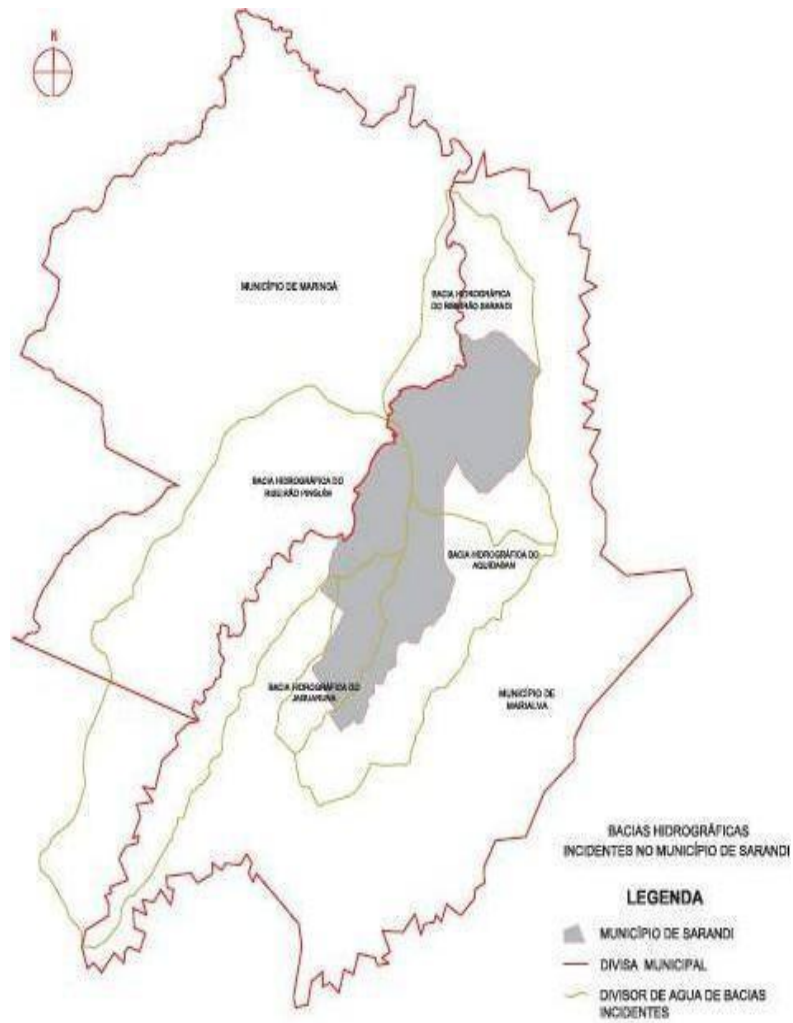 N
MUNICÍPIO DE MARINGÁ
BACIA HIDROGRÁFICA
DO RIBEIRÃO SARANDI
BACIA HIDROGRÁFICA DO
RIBEIRÃO PINGUIM
BACIA HIDROGRÁFICA DO
AQUIDABAN
BACIA HIDROGRÁFICA DO
MUNICÍPIO DE
MARIALVA
BACIAS HIDROGRÁFICAS
INCIDENTES NO MUNICÍPIO DE SARANDI
LEGENDA
MUNICÍPIO DE SARANDI
DIVISA MUNICIPAL
DIVISOR DE AGUA DE BACIAS
INCIDENTES